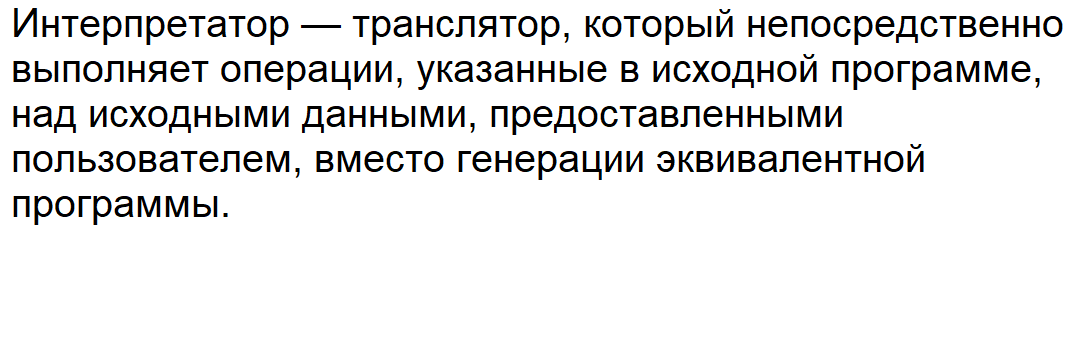 Интерпретатор — транслятор, который непосредственно
выполняет операции, указанные в исходной программе,
над исходными данными, предоставленными
пользователем, вместо генерации эквивалентной
программы.